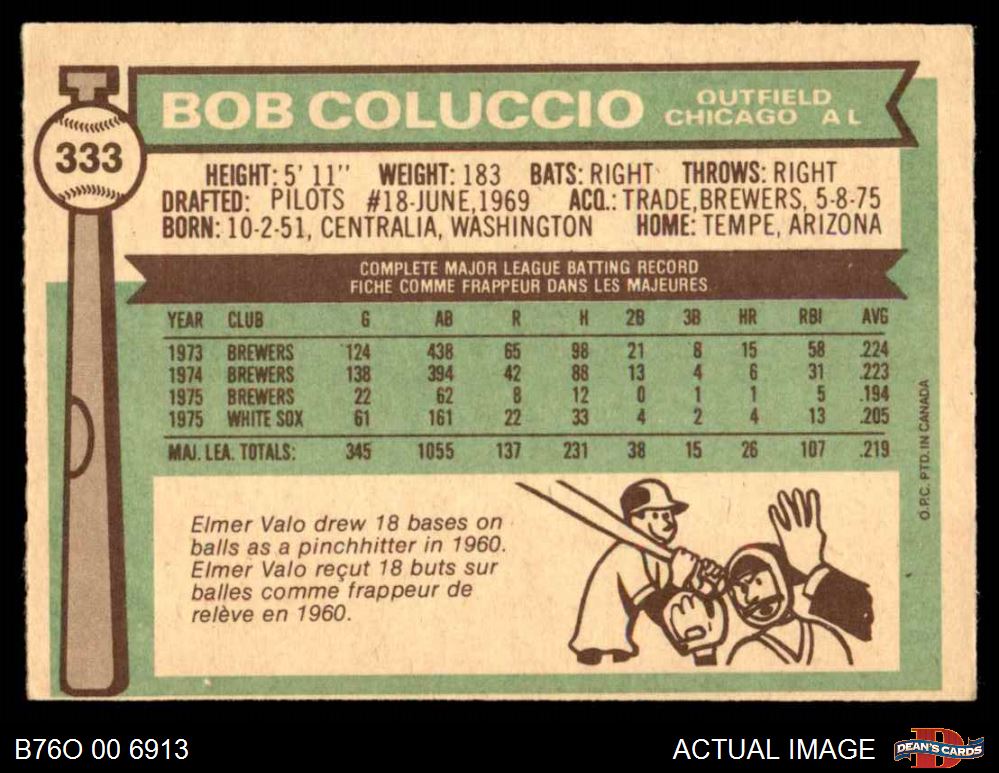 333
BOB COLUCCIO
OUTFIELD
CHICAGO A L
HEIGHT: 5' 11" WEIGHT: 183 BATS: RIGHT THROWS: RIGHT
DRAFTED: PILOTS #18-JUNE,1969 ACQ.: TRADE,BREWERS, 5-8-75
BORN: 10-2-51, CENTRALIA, WASHINGTON HOME: TEMPE, ARIZONA
COMPLETE MAJOR LEAGUE BATTING RECORD
FICHE COMME FRAPPEUR DANS LES MAJEURES
YEAR CLUB G AB R H 2B 3B HR RBI AVG
1973 BREWERS 124 438 65 98 21 8 15 58 .224
1974 BREWERS 138 394 42 88 13 4 6 31 .223
1975 BREWERS 22 62 8 12 0 1 1 5 .194
1975 WHITE SOX 61 161 22 33 4 2 4 13 .205
MAJ. LEA. TOTALS: 345 1055 137 231 38 15 26 107 .219
O.P.C. PTD. IN CANADA
Elmer Valo drew 18 bases on
balls as a pinchhitter in 1960.
Elmer Valo reçut 18 buts sur
balles comme frappeur de
relève en 1960.
B76O 00 6913
ACTUAL IMAGE
DEAN'S CARDS